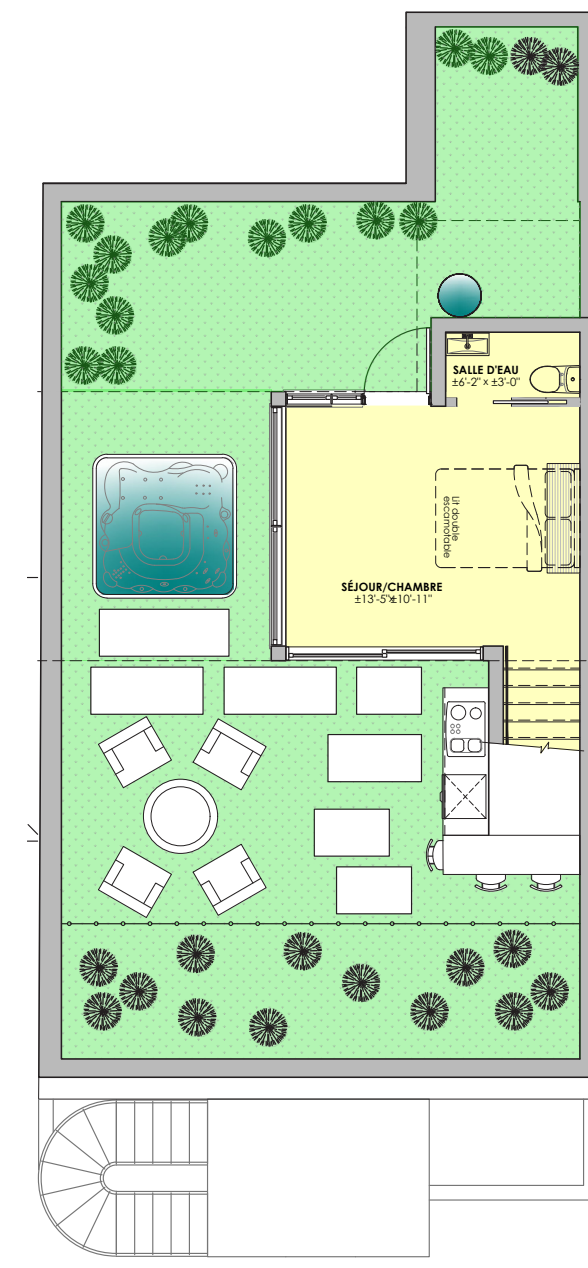 SALLE D'EAU
±6'-2" x ±3'-0"
Lit double
escamotable
SÉJOUR/CHAMBRE
±13'-5"x±10'-11"